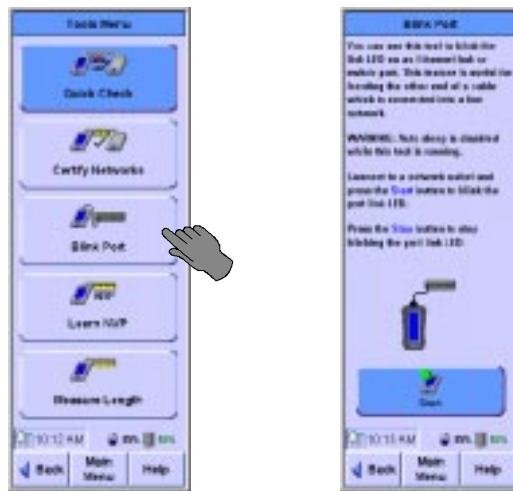 Tools Menu
Quick Check
Certify Networks
Blink Port
Learn NVP
Measure Length
10:12 AM
Back
Main
Menu
Help
Blink Port
You can use this tool to blink the
link LED on an Ethernet hub or
switch port. This feature is useful for
locating the other end of a cable
which is connected into a live
network.
WARNING: Auto sleep is disabled
while this tool is running.
Connect to a network outlet and
press the Start button to blink the
port link LED.
Press the Stop button to stop
blinking the port link LED.
Start
10:13 AM
Back
Main
Menu
Help